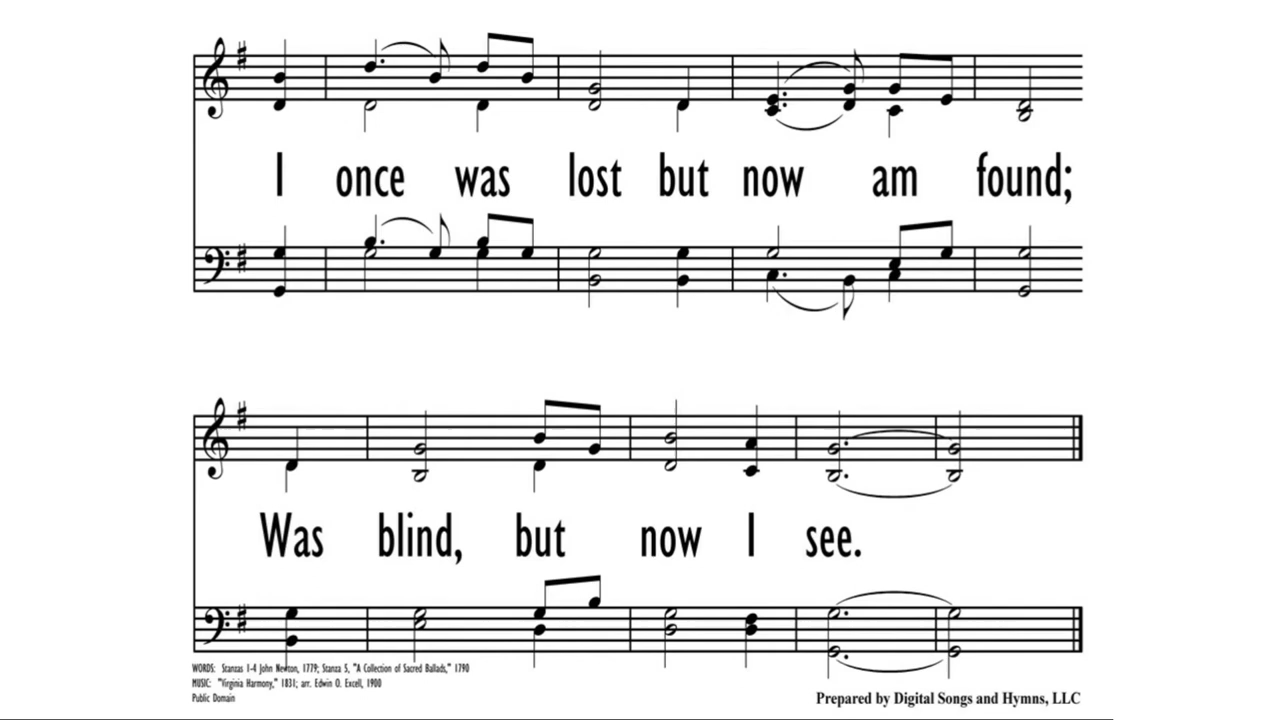 I once was lost but now am found;
Was blind, but now I see.
WORDS: Stanzas 1-4 John Newton, 1779; Stanza 5, "A Collection of Sacred Ballads," 1790
MUSIC: "Virginia Harmony," 1831; arr. Edwin O. Excell, 1900
Public Domain
Prepared by Digital Songs and Hymns, LLC